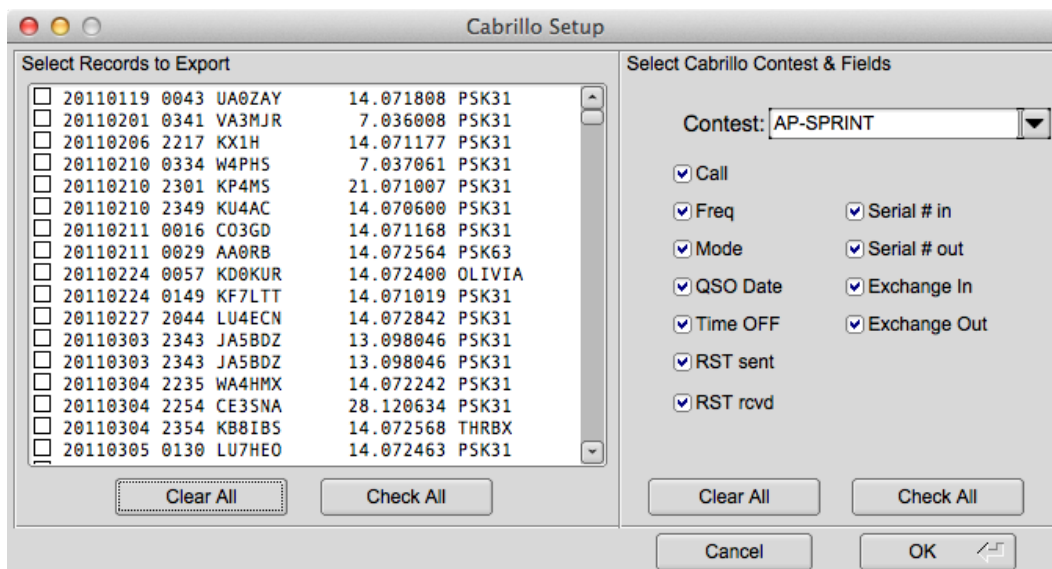 Cabrillo Setup
Select Records to Export
20110119 0043 UA0ZAY 14.071808 PSK31
20110201 0341 VA3MJR 7.036008 PSK31
20110206 2217 KX1H 14.071177 PSK31
20110210 0334 W4PHS 7.037061 PSK31
20110210 2301 KP4MS 21.071007 PSK31
20110210 2349 KU4AC 14.070600 PSK31
20110211 0016 CO3GD 14.071168 PSK31
20110211 0029 AA0RB 14.072564 PSK63
20110224 0057 KD0KUR 14.072400 OLIVIA
20110224 0149 KF7LTT 14.071019 PSK31
20110227 2044 LU4ECN 14.072842 PSK31
20110303 2343 JA5BDZ 13.098046 PSK31
20110303 2343 JA5BDZ 13.098046 PSK31
20110304 2235 WA4HMX 14.072242 PSK31
20110304 2254 CE3SNA 28.120634 PSK31
20110304 2354 KB8IBS 14.072568 THRBX
20110305 0130 LU7HEO 14.072463 PSK31
Clear All Check All
Select Cabrillo Contest & Fields
Contest: AP-SPRINT
Call
Freq Serial # in
Mode Serial # out
QSO Date Exchange In
Time OFF Exchange Out
RST sent
RST rcvd
Clear All Check All
Cancel OK